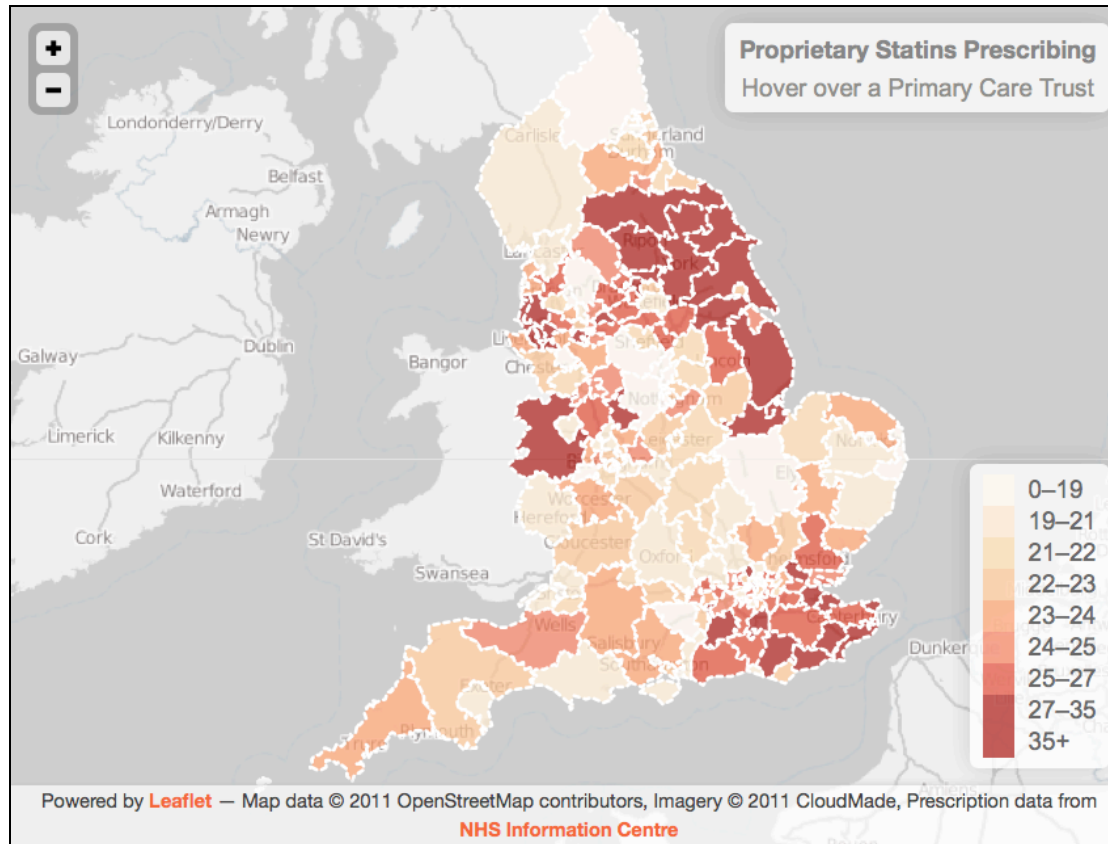 +
Proprietary Statins Prescribing
−
Hover over a Primary Care Trust
Londonderry/Derry
Carlisle
Durham
Belfast
Armagh
Newry
Lancaster
Ripon
York
Galway
Dublin
Bangor
Sheffield
Chester
Lincoln
Nottingham
Limerick
Kilkenny
Leicester
Waterford
Worcester
Hereford
0–19
19–21
Cork
St David's
Gloucester
Oxford
Chelmsford
21–22
Swansea
22–23
Wells
Canterbury
23–24
Salisbury
24–25
Southampton
Dunkerque
25–27
Exeter
27–35
Plymouth
Truro
35+
Amiens
Powered by Leaflet — Map data © 2011 OpenStreetMap contributors, Imagery © 2011 CloudMade, Prescription data from
NHS Information Centre